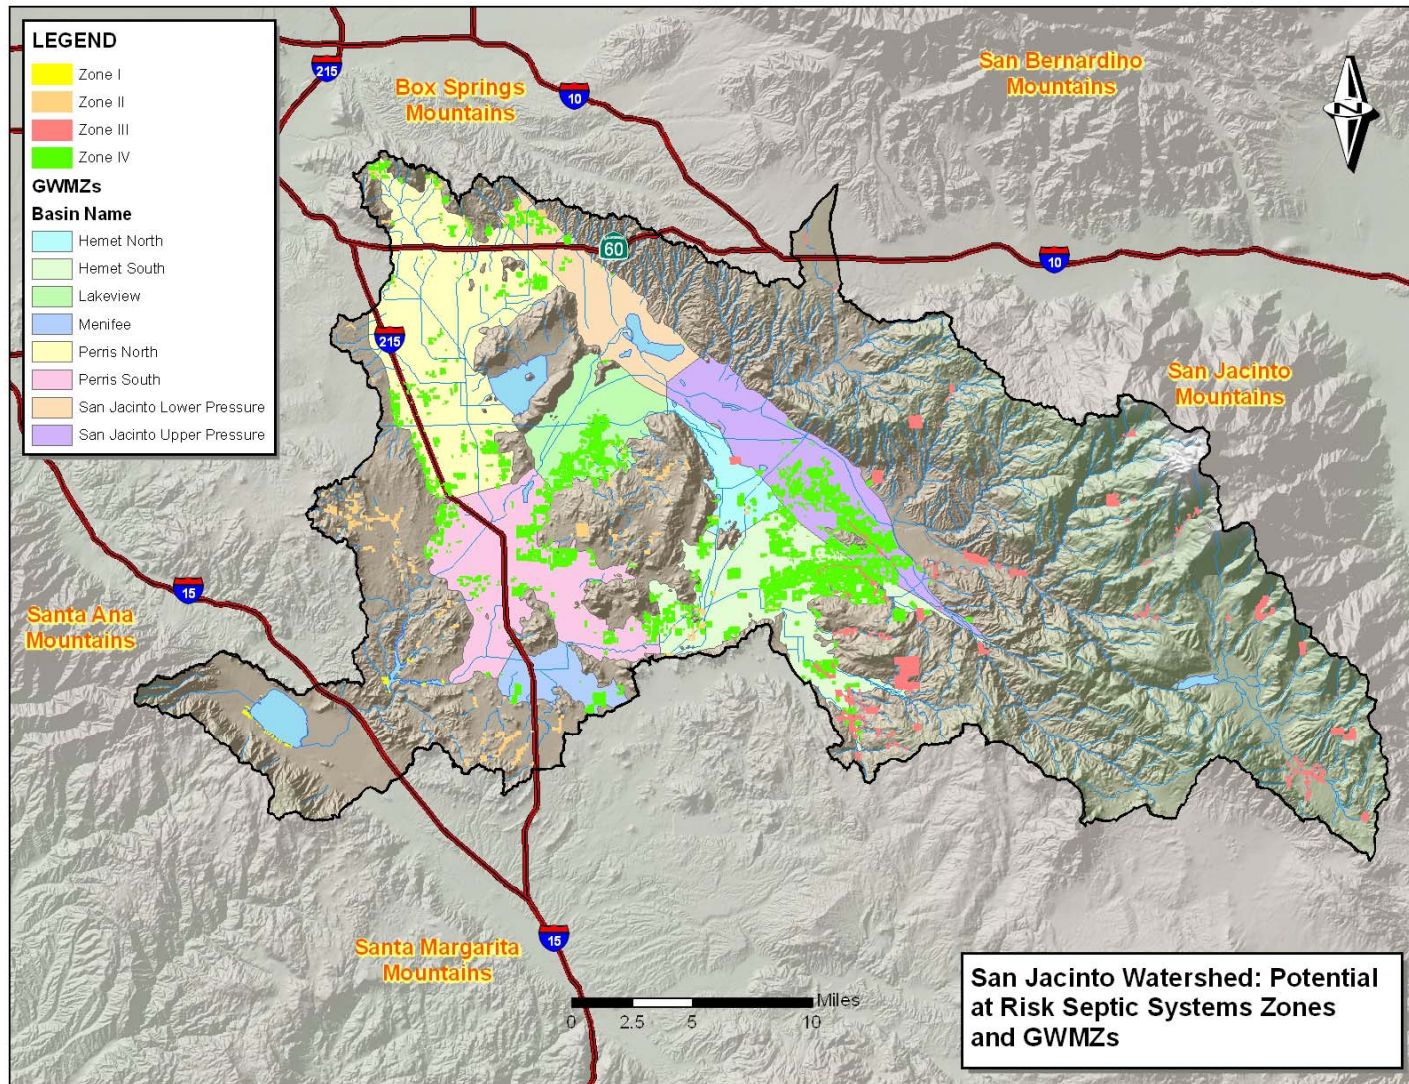 LEGEND
Zone I
Zone II
Zone III
Zone IV
GWMZs
Basin Name
Hemet North
Hemet South
Lakeview
Menifee
Perris North
Perris South
San Jacinto Lower Pressure
San Jacinto Upper Pressure
215
Box Springs
Mountains
10
San Bernardino
Mountains
N
60
10
215
San Jacinto
Mountains
15
Santa Ana
Mountains
Santa Margarita
Mountains
15
Miles
0 2.5 5 10
San Jacinto Watershed: Potential
at Risk Septic Systems Zones
and GWMZs